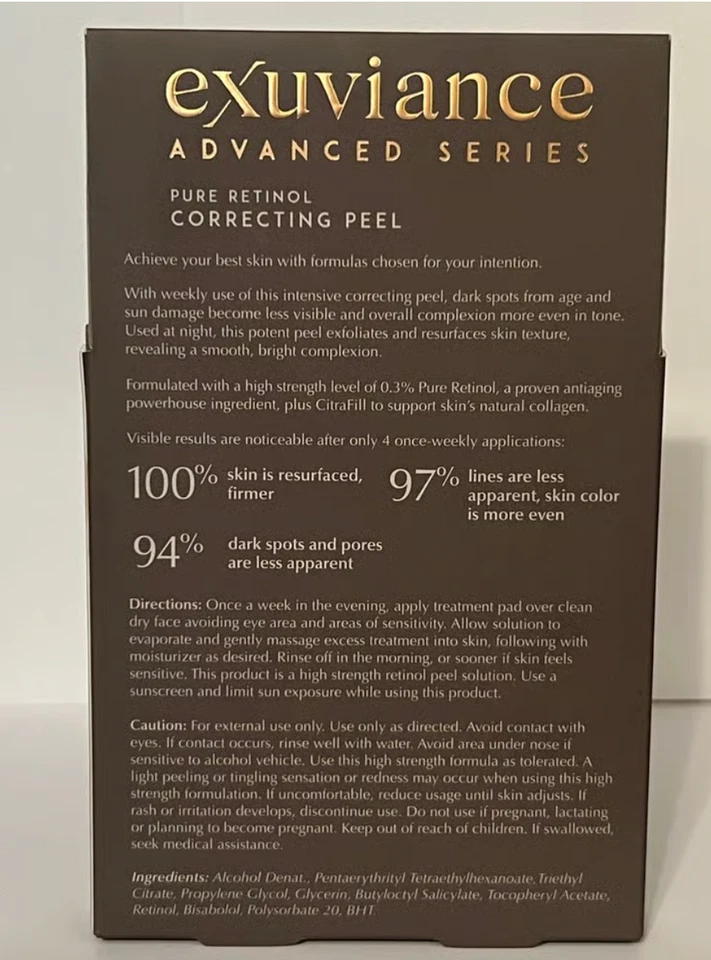 exuviance
ADVANCED SERIES
PURE RETINOL
CORRECTING PEEL
Achieve your best skin with formulas chosen for your intention.
With weekly use of this intensive correcting peel, dark spots from age and
sun damage become less visible and overall complexion more even in tone.
Used at night, this potent peel exfoliates and resurfaces skin texture,
revealing a smooth, bright complexion.
Formulated with a high strength level of 0.3% Pure Retinol, a proven antiaging
powerhouse ingredient, plus CitraFill to support skin's natural collagen.
Visible results are noticeable after only 4 once-weekly applications:
100% skin is resurfaced,
firmer
97% lines are less
apparent, skin color
is more even
94% dark spots and pores
are less apparent
Directions: Once a week in the evening, apply treatment pad over clean
dry face avoiding eye area and areas of sensitivity. Allow solution to
evaporate and gently massage excess treatment into skin, following with
moisturizer as desired. Rinse off in the morning, or sooner if skin feels
sensitive. This product is a high strength retinol peel solution. Use a
sunscreen and limit sun exposure while using this product.
Caution: For external use only. Use only as directed. Avoid contact with
eyes. If contact occurs, rinse well with water. Avoid area under nose if
sensitive to alcohol vehicle. Use this high strength formula as tolerated. A
light peeling or tingling sensation or redness may occur when using this high
strength formulation. If uncomfortable, reduce usage until skin adjusts. If
rash or irritation develops, discontinue use. Do not use if pregnant, lactating
or planning to become pregnant. Keep out of reach of children. If swallowed,
seek medical assistance.
Ingredients: Alcohol Denat., Pentaerythrityl Tetraethylhexanoate, Triethyl
Citrate, Propylene Glycol, Glycerin, Butyloctyl Salicylate, Tocopheryl Acetate,
Retinol, Bisabolol, Polysorbate 20, BHT.